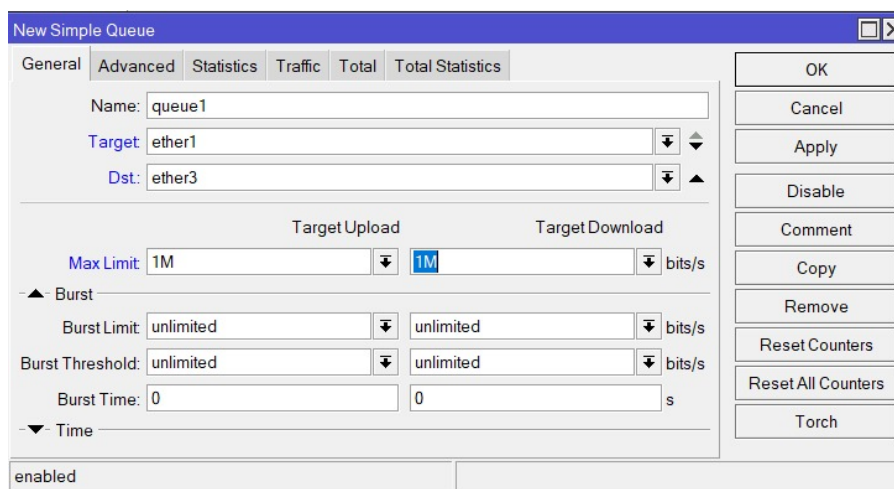 New Simple Queue
General Advanced Statistics Traffic Total Total Statistics
Name: queue1
Target: ether1
Dst.: ether3
Target Upload Target Download
Max Limit: 1M 1M bits/s
Burst
Burst Limit: unlimited unlimited bits/s
Burst Threshold: unlimited unlimited bits/s
Burst Time: 0 0 s
Time
enabled
OK
Cancel
Apply
Disable
Comment
Copy
Remove
Reset Counters
Reset All Counters
Torch